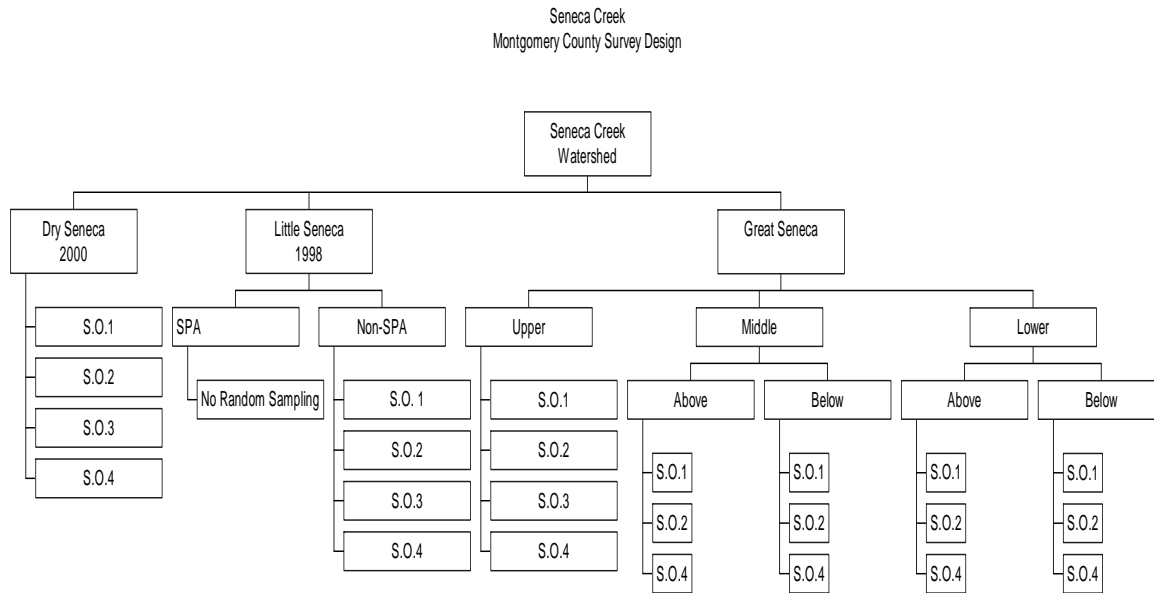 Seneca Creek
Montgomery County Survey Design
Seneca Creek
Watershed
Dry Seneca
2000
Little Seneca
1998
Great Seneca
S.O.1
S.O.2
S.O.3
S.O.4
SPA
No Random Sampling
Non-SPA
S.O. 1
S.O.2
S.O.3
S.O.4
Upper
S.O.1
S.O.2
S.O.3
S.O.4
Middle
Above
S.O.1
S.O.2
S.O.4
Below
S.O.1
S.O.2
S.O.4
Lower
Above
S.O.1
S.O.2
S.O.4
Below
S.O.1
S.O.2
S.O.4